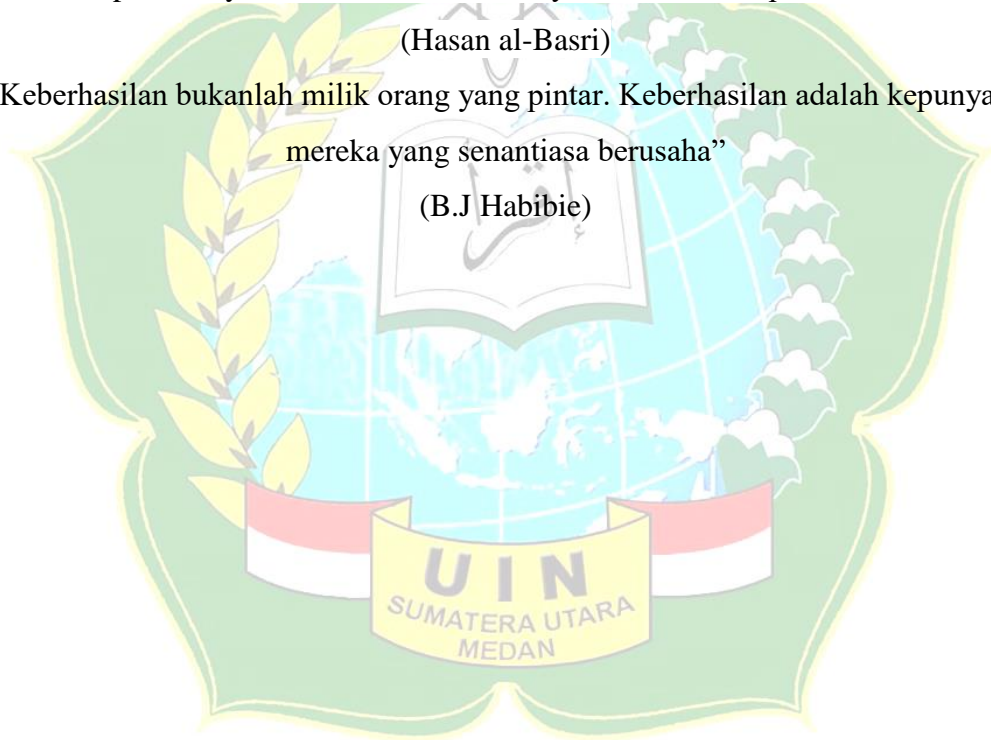 (Hasan al-Basri)
Keberhasilan bukanlah milik orang yang pintar. Keberhasilan adalah kepunya
mereka yang senantiasa berusaha”
(B.J Habibie)
إقرأ
UIN
SUMATERA UTARA
MEDAN